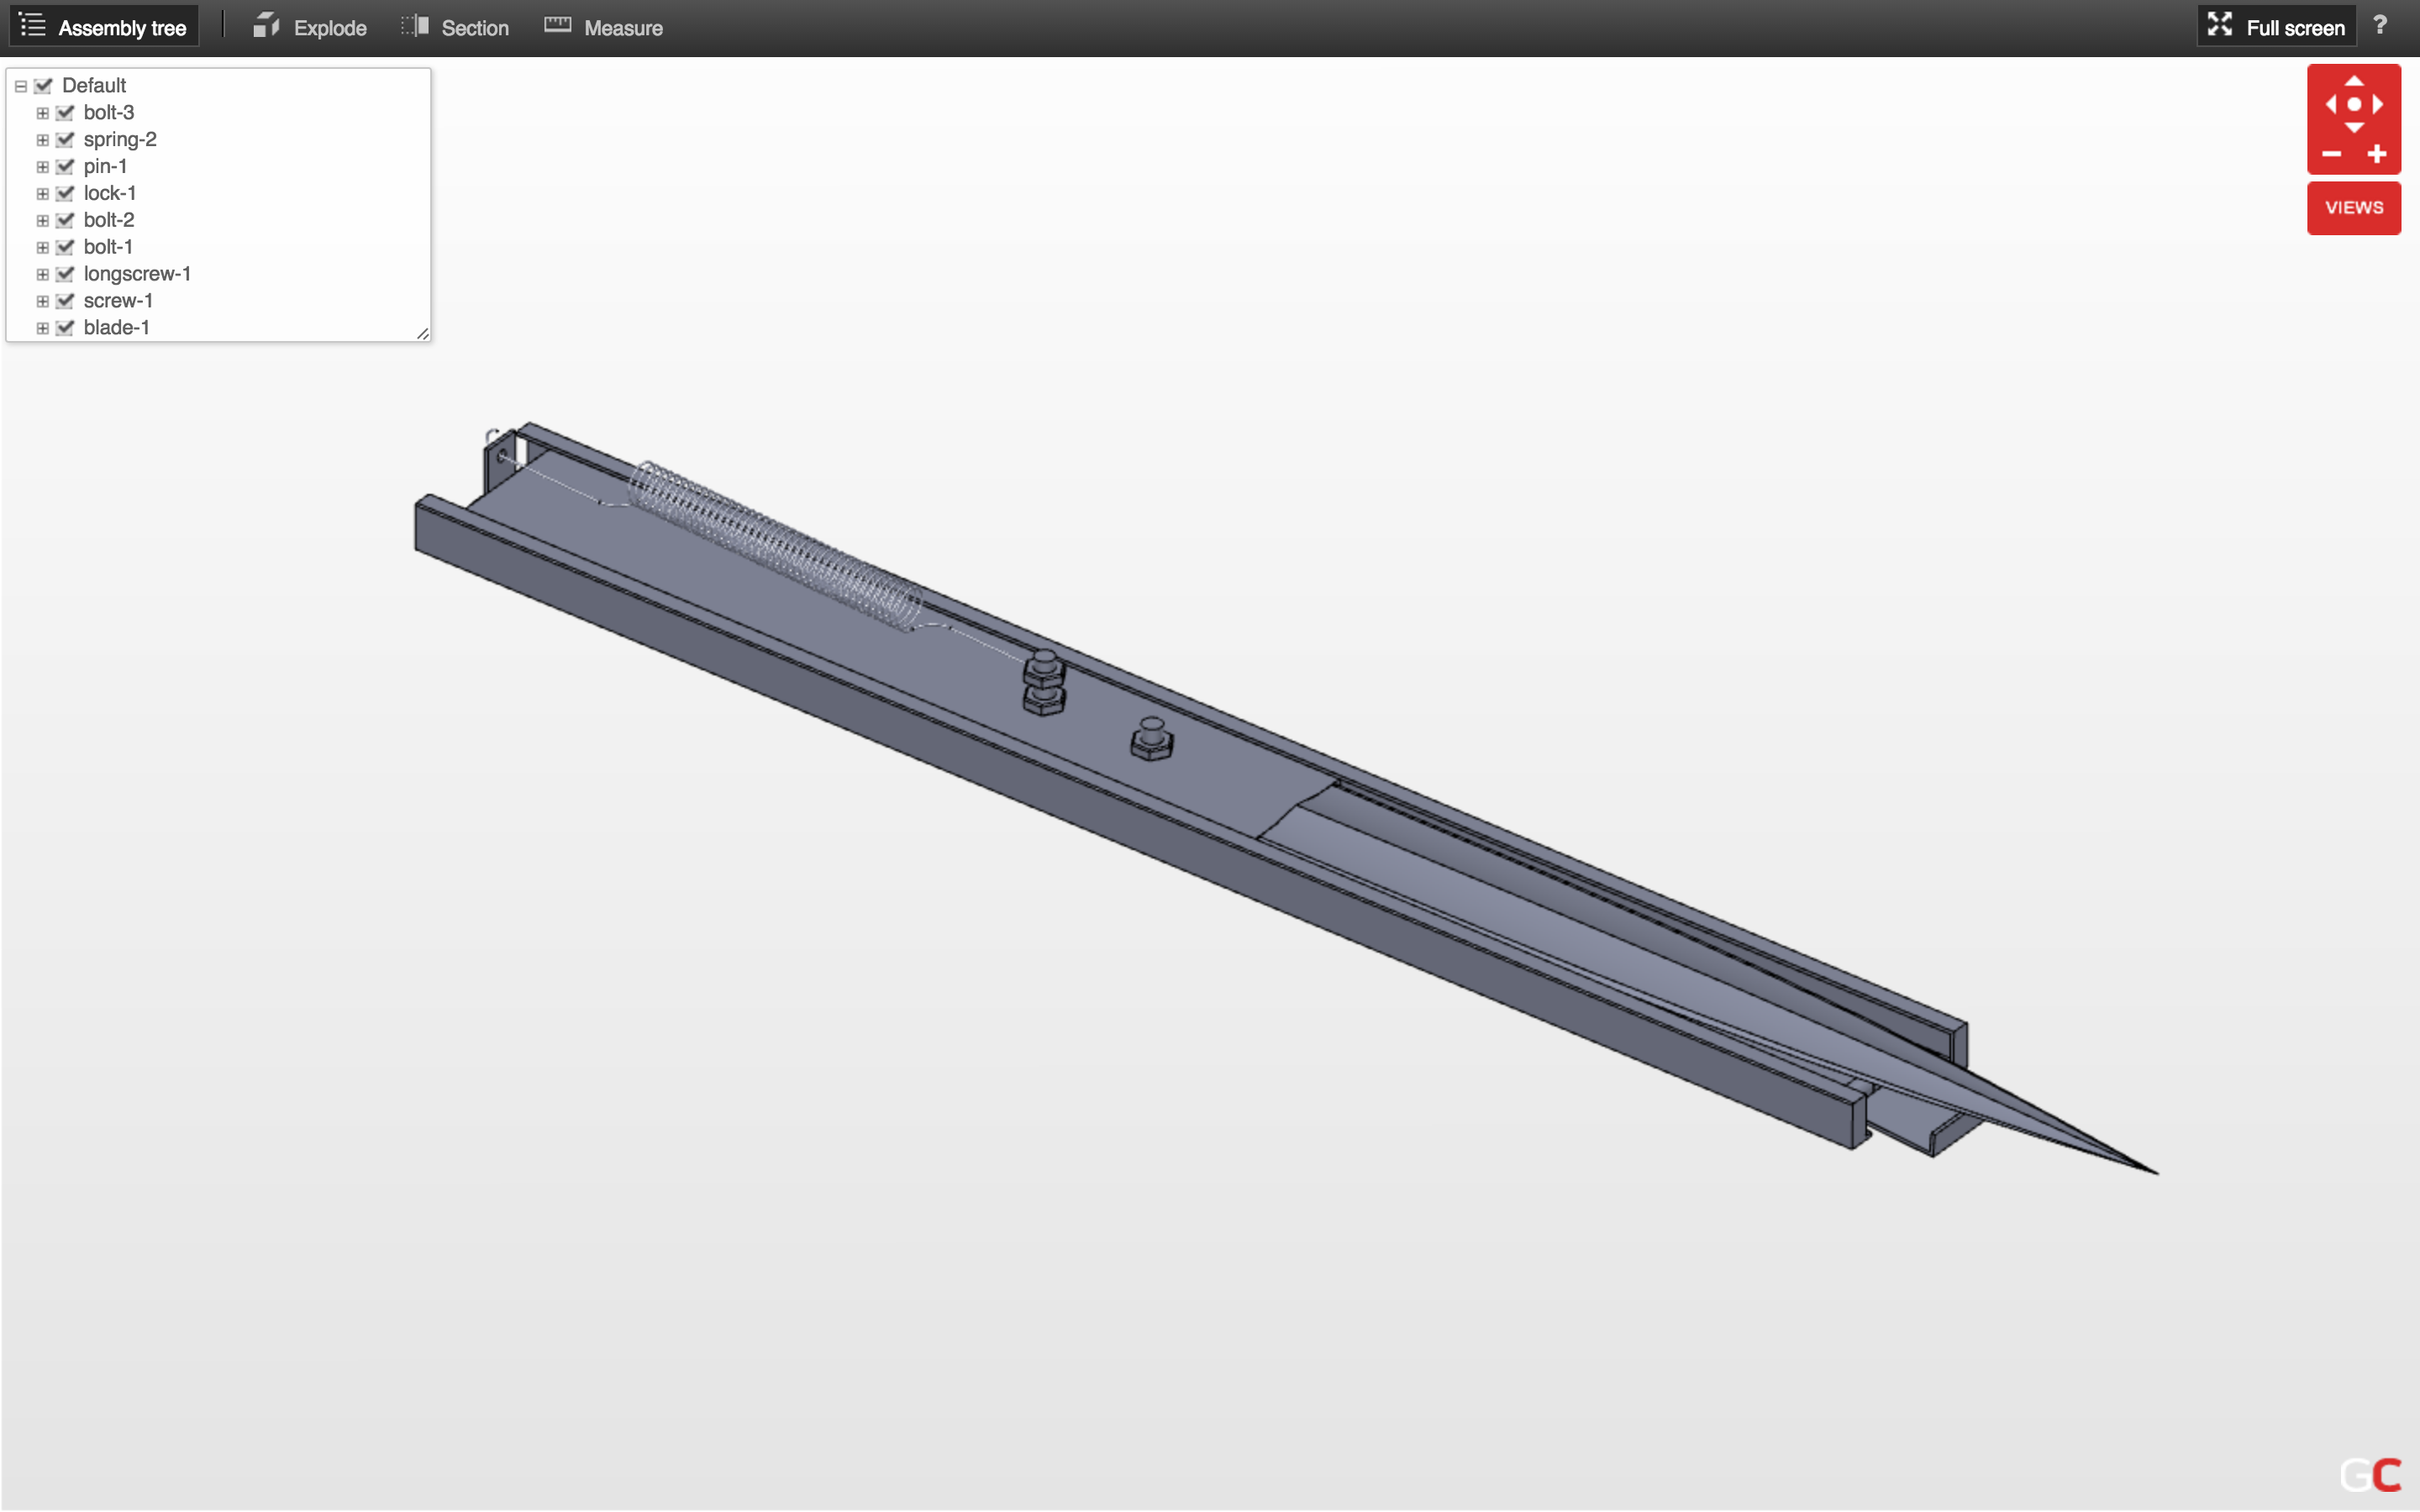 Assembly tree Explode Section Measure Full screen ?
Default
bolt-3
spring-2
pin-1
lock-1
bolt-2
bolt-1
longscrew-1
screw-1
blade-1
VIEWS
GC